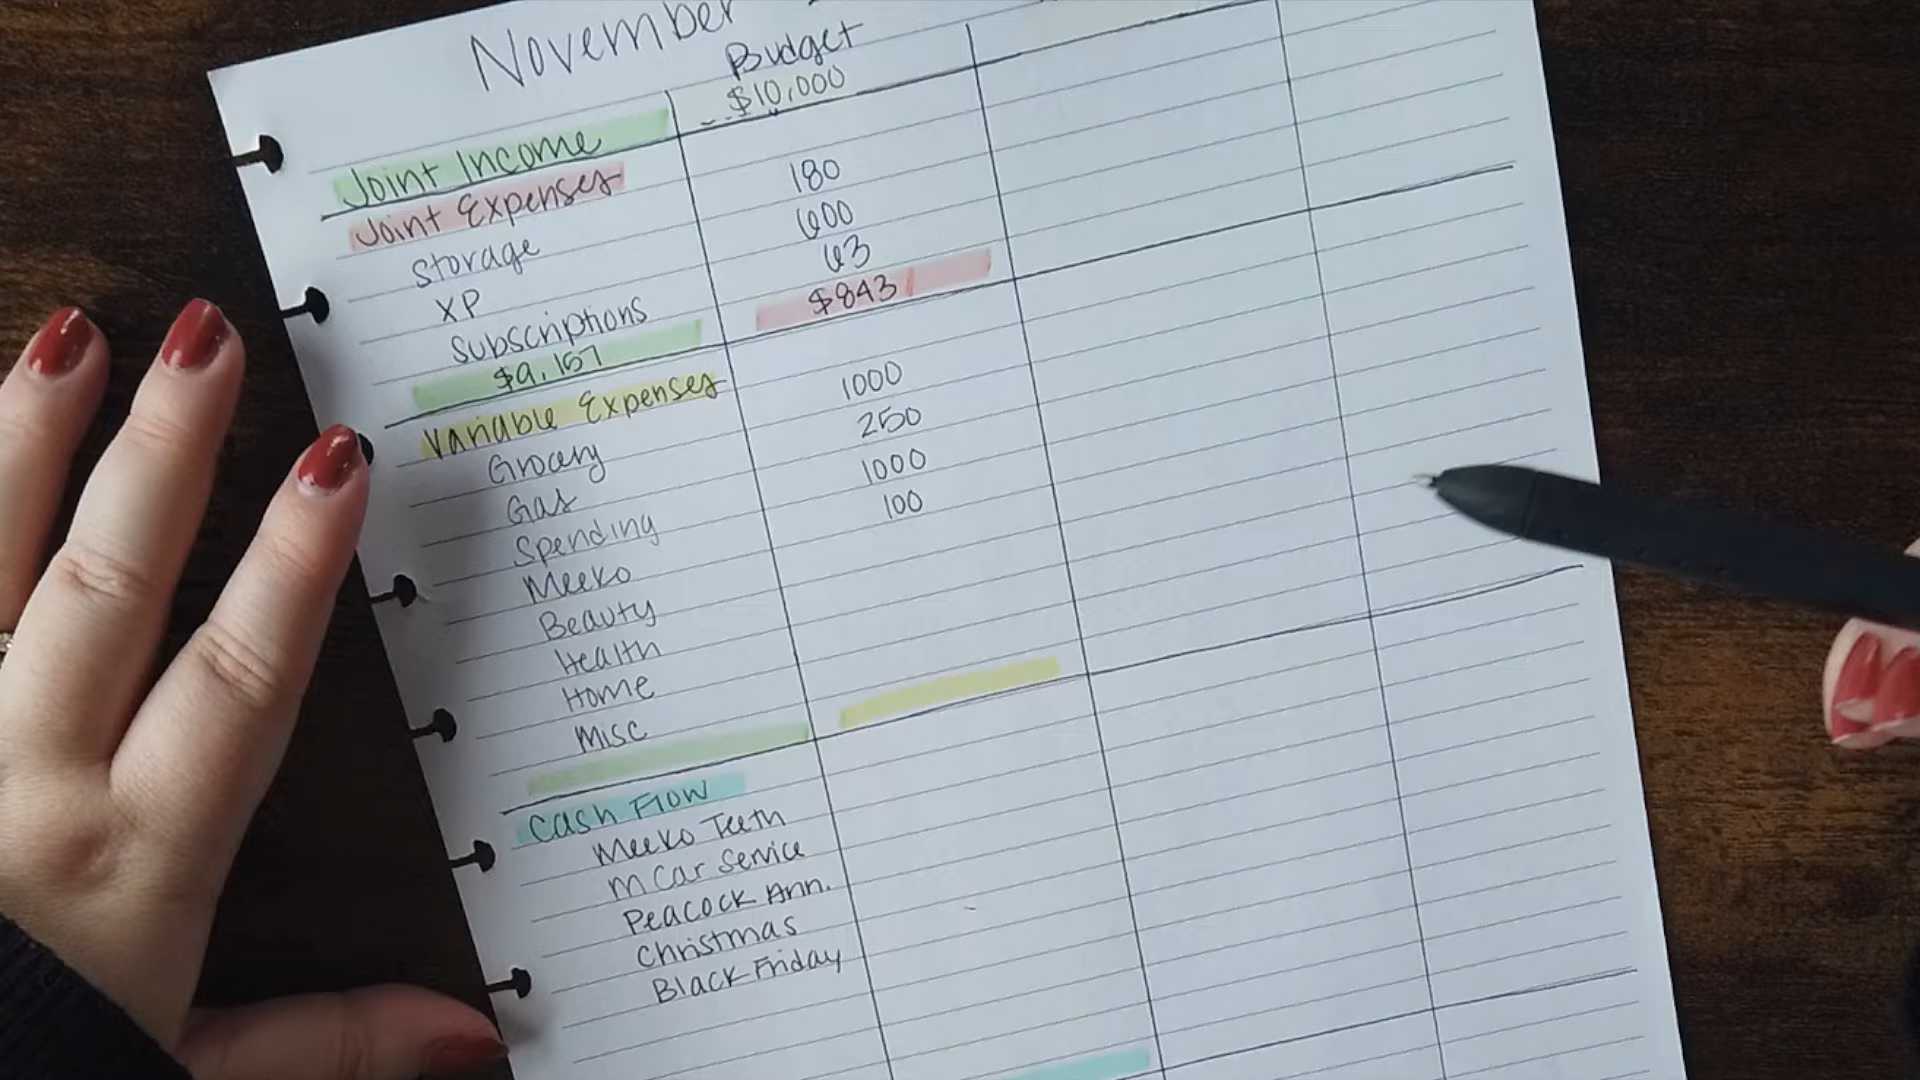 November
Budget
Joint Income $10,000
Joint Expenses
Storage 180
XP 600
Subscriptions 63
$9,157 $843
Variable Expenses
Grocery 1000
Gas 250
Spending 1000
Meeko 100
Beauty
Health
Home
Misc
Cash Flow
Meeko Teeth
M Car Service
Peacock Ann.
Christmas
Black Friday